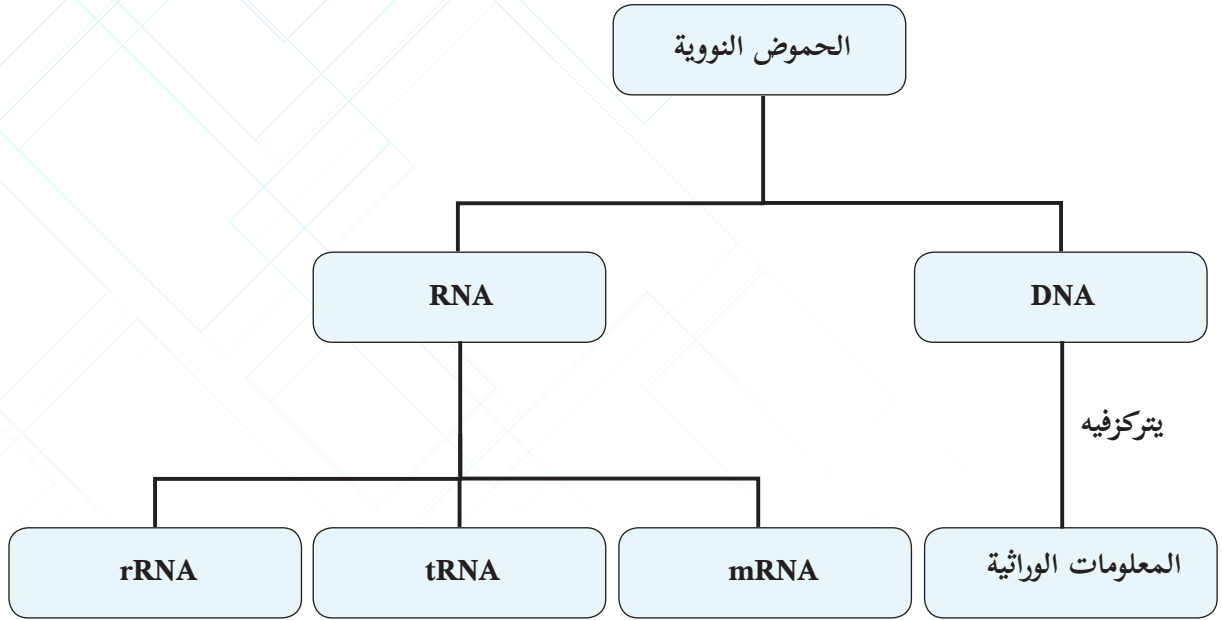 الحموض النووية
DNA
RNA
يتركزفيه
المعلومات الوراثية
mRNA
tRNA
rRNA